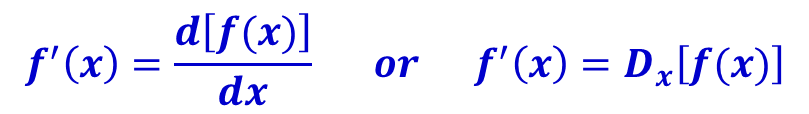 f′(x) = d[f(x)]/dx or f′(x) = Dₓ[f(x)]